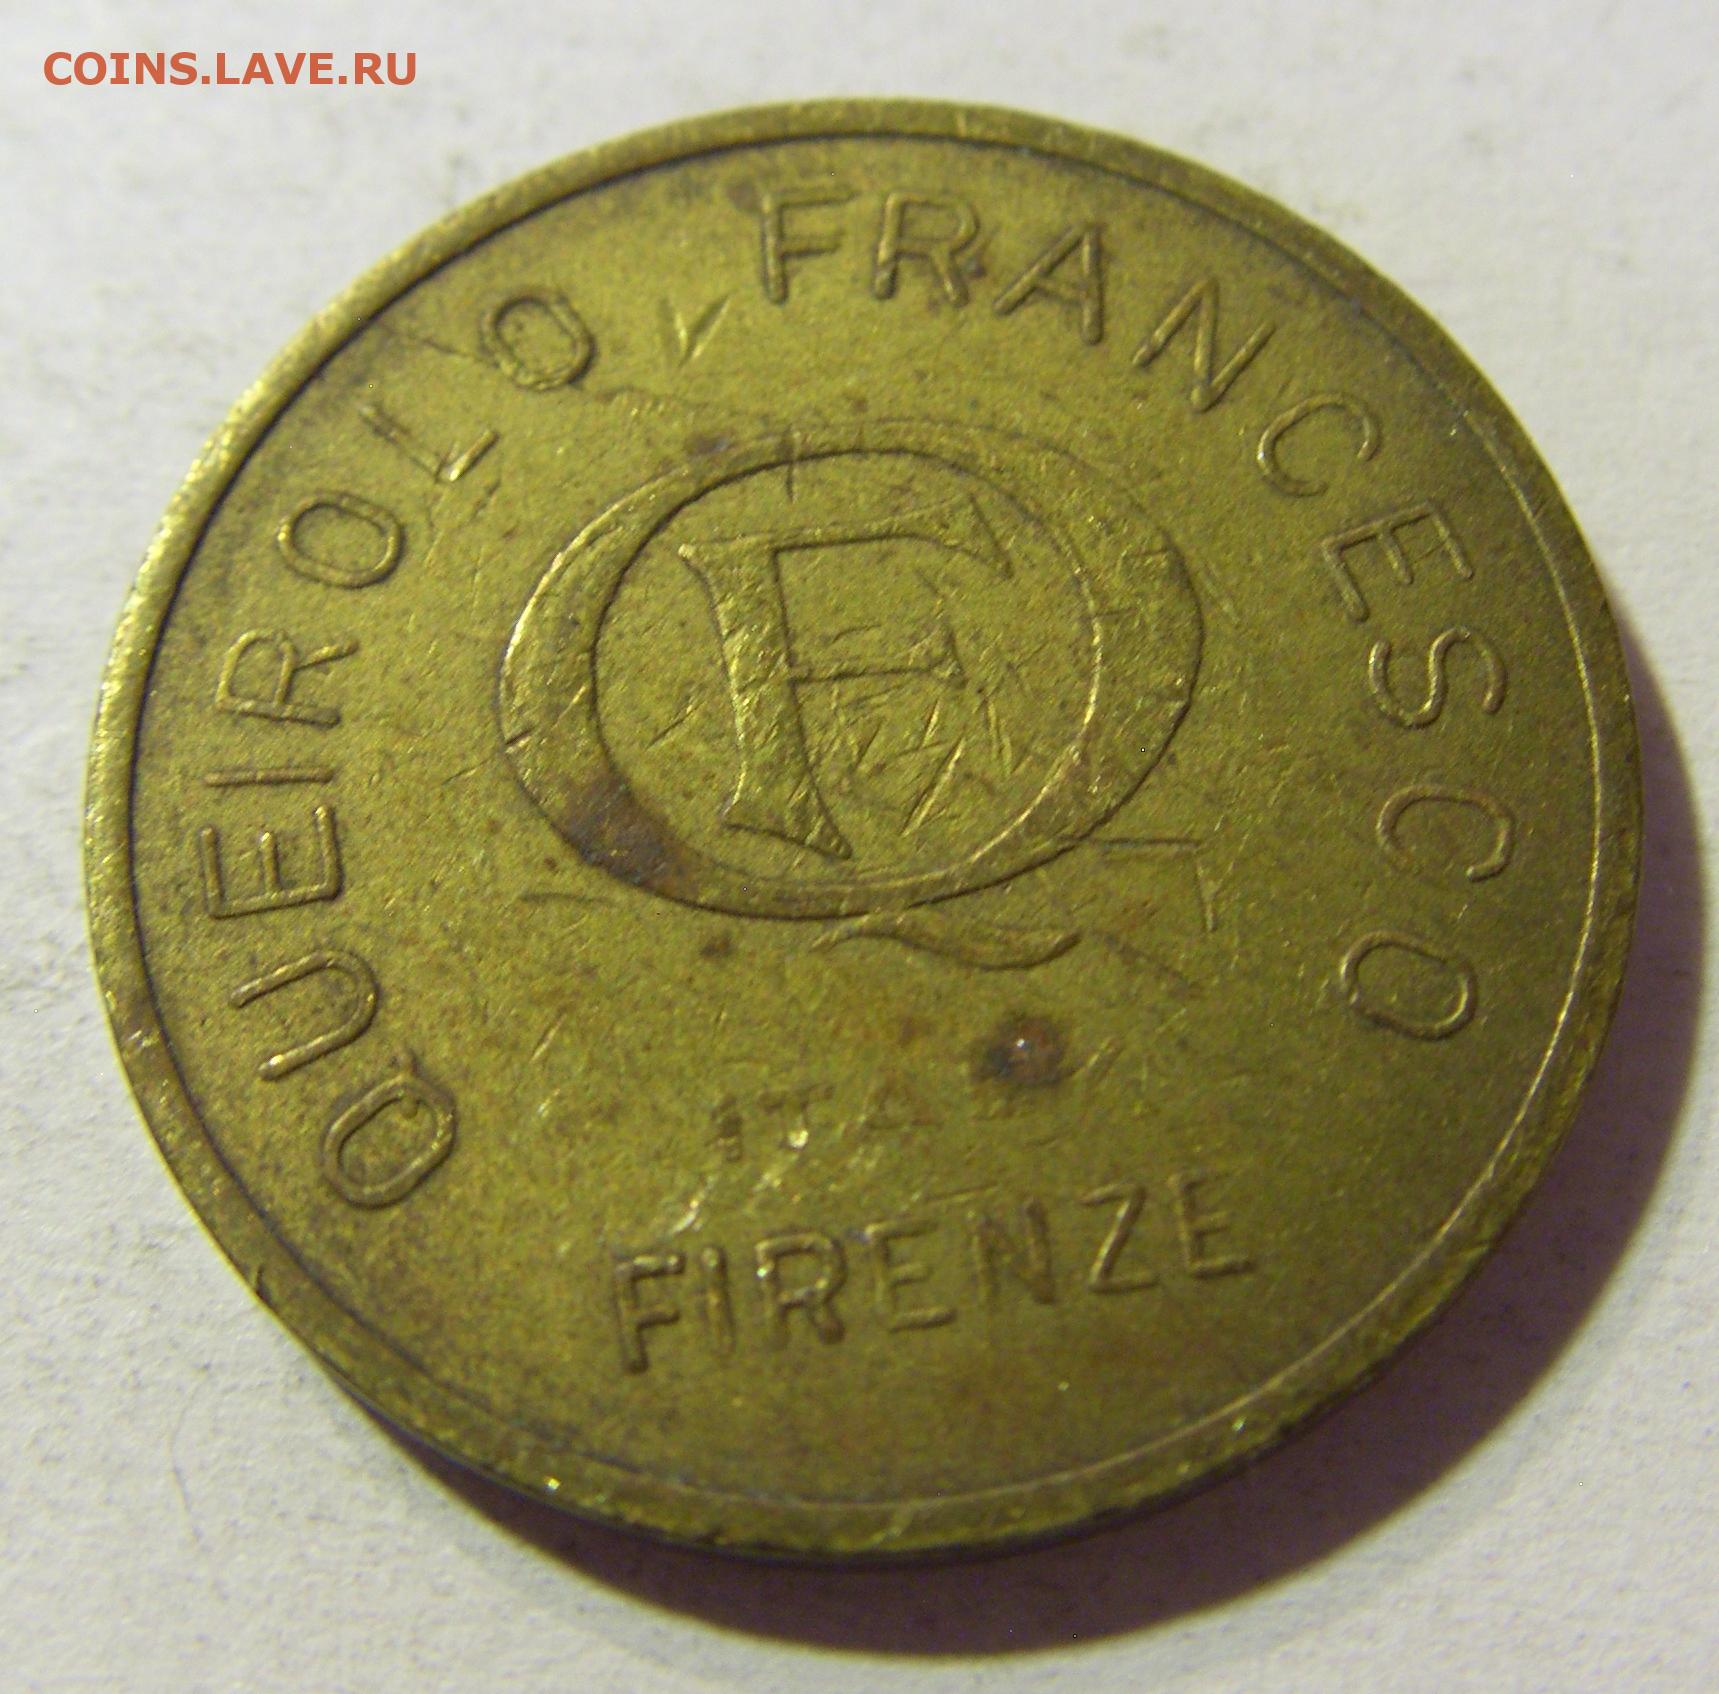 COINS.LAVE.RU
QUEIROLO FRANCESCO
QF
FIRENZE